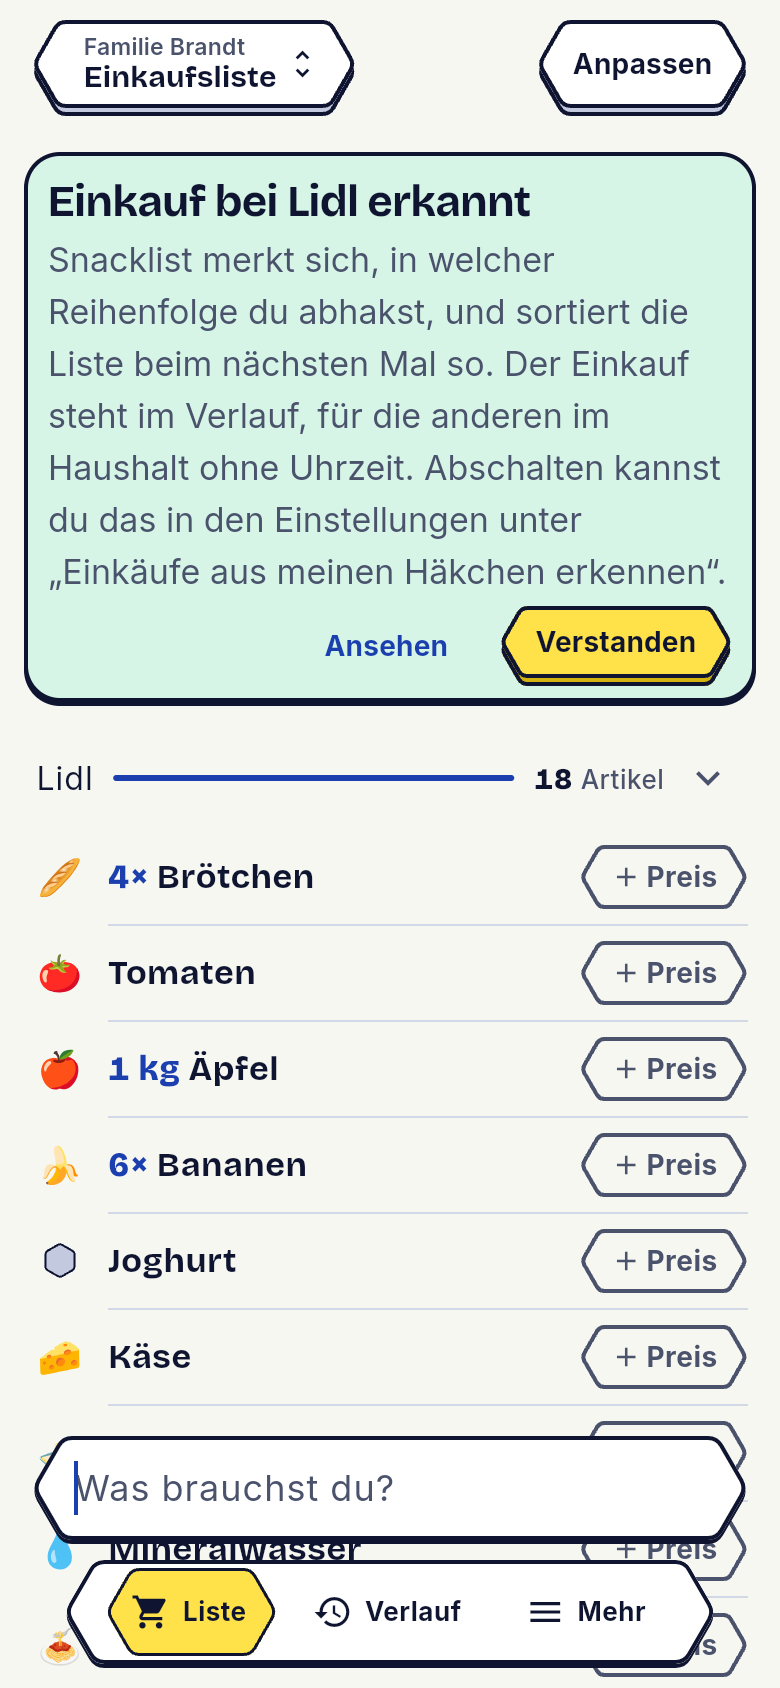 Familie Brandt
Einkaufsliste
Anpassen
Einkauf bei Lidl erkannt
Snacklist merkt sich, in welcher
Reihenfolge du abhakst, und sortiert die
Liste beim nächsten Mal so. Der Einkauf
steht im Verlauf, für die anderen im
Haushalt ohne Uhrzeit. Abschalten kannst
du das in den Einstellungen unter
„Einkäufe aus meinen Häkchen erkennen“.
Ansehen
Verstanden
Lidl 18 Artikel
4× Brötchen + Preis
Tomaten + Preis
1 kg Äpfel + Preis
6× Bananen + Preis
Joghurt + Preis
Käse + Preis
Was brauchst du?
Mineralwasser + Preis
Liste Verlauf Mehr